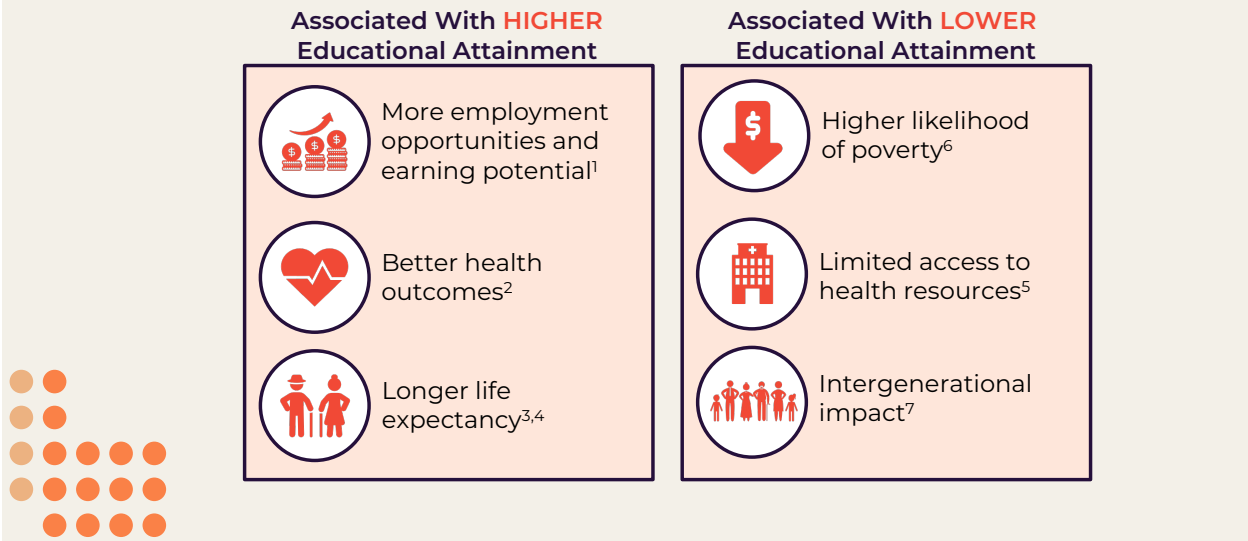 Associated With HIGHER
Educational Attainment
More employment
opportunities and
earning potential¹
Better health
outcomes²
Longer life
expectancy³,⁴
Associated With LOWER
Educational Attainment
Higher likelihood
of poverty⁶
Limited access to
health resources⁵
Intergenerational
impact⁷